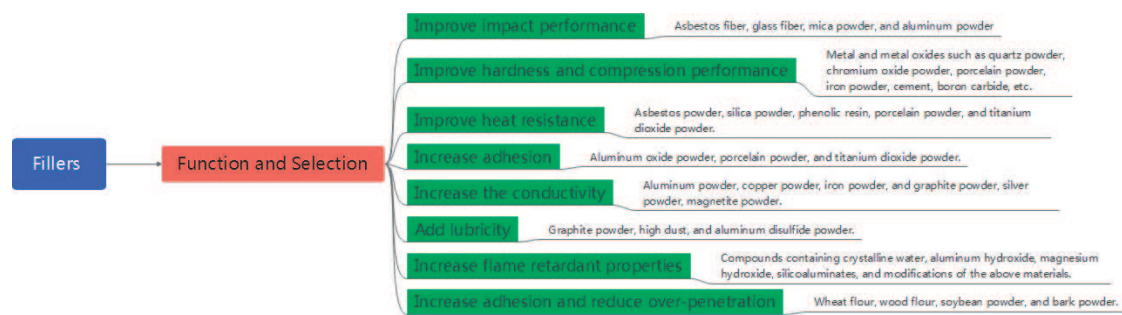 Fillers
Function and Selection
Improve impact performance
Asbestos fiber, glass fiber, mica powder, and aluminum powder
Improve hardness and compression performance
Metal and metal oxides such as quartz powder,
chromium oxide powder, porcelain powder,
iron powder, cement, boron carbide, etc.
Improve heat resistance
Asbestos powder, silica powder, phenolic resin, porcelain powder, and titanium
dioxide powder.
Increase adhesion
Aluminum oxide powder, porcelain powder, and titanium dioxide powder.
Increase the conductivity
Aluminum powder, copper powder, iron powder, and graphite powder, silver
powder, magnetite powder.
Add lubricity
Graphite powder, high dust, and aluminum disulfide powder.
Increase flame retardant properties
Compounds containing crystalline water, aluminum hydroxide, magnesium
hydroxide, silicoaluminates, and modifications of the above materials.
Increase adhesion and reduce over-penetration
Wheat flour, wood flour, soybean powder, and bark powder.